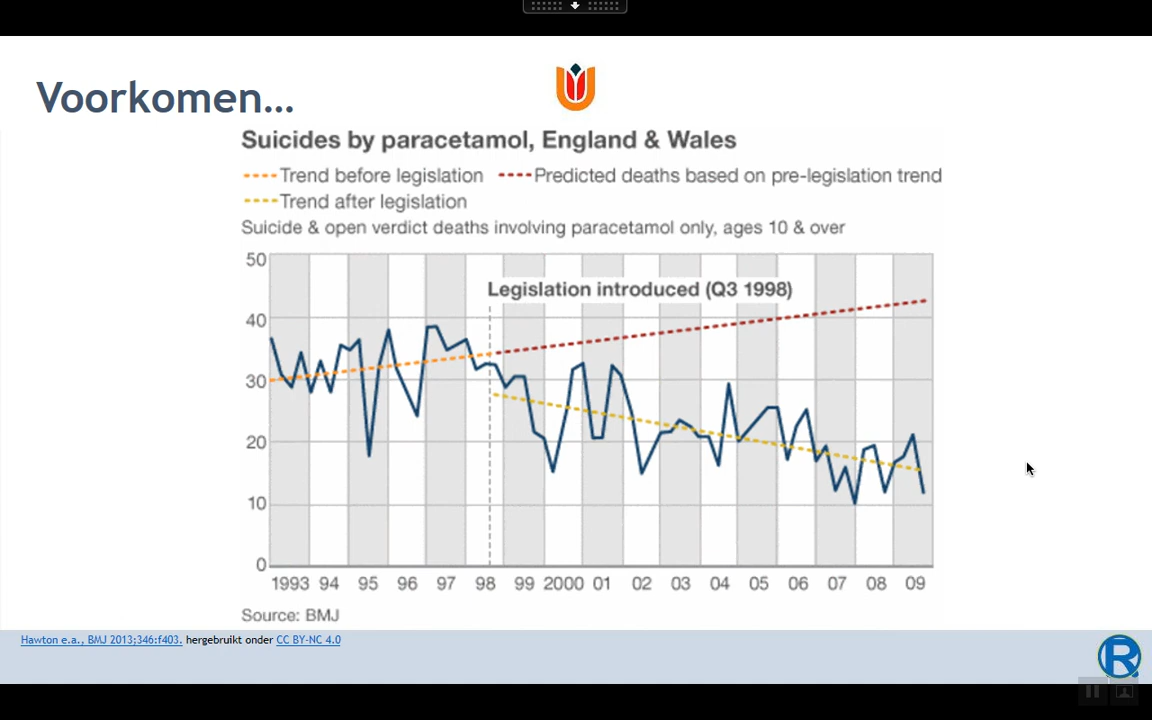 Voorkomen...
Suicides by paracetamol, England & Wales
Trend before legislation Predicted deaths based on pre-legislation trend
Trend after legislation
Suicide & open verdict deaths involving paracetamol only, ages 10 & over
50
Legislation introduced (Q3 1998)
40
30
20
10
0
1993 94 95 96 97 98 99 2000 01 02 03 04 05 06 07 08 09
Source: BMJ
Hawton e.a., BMJ 2013;346:f403. hergebruikt onder CC BY-NC 4.0
R